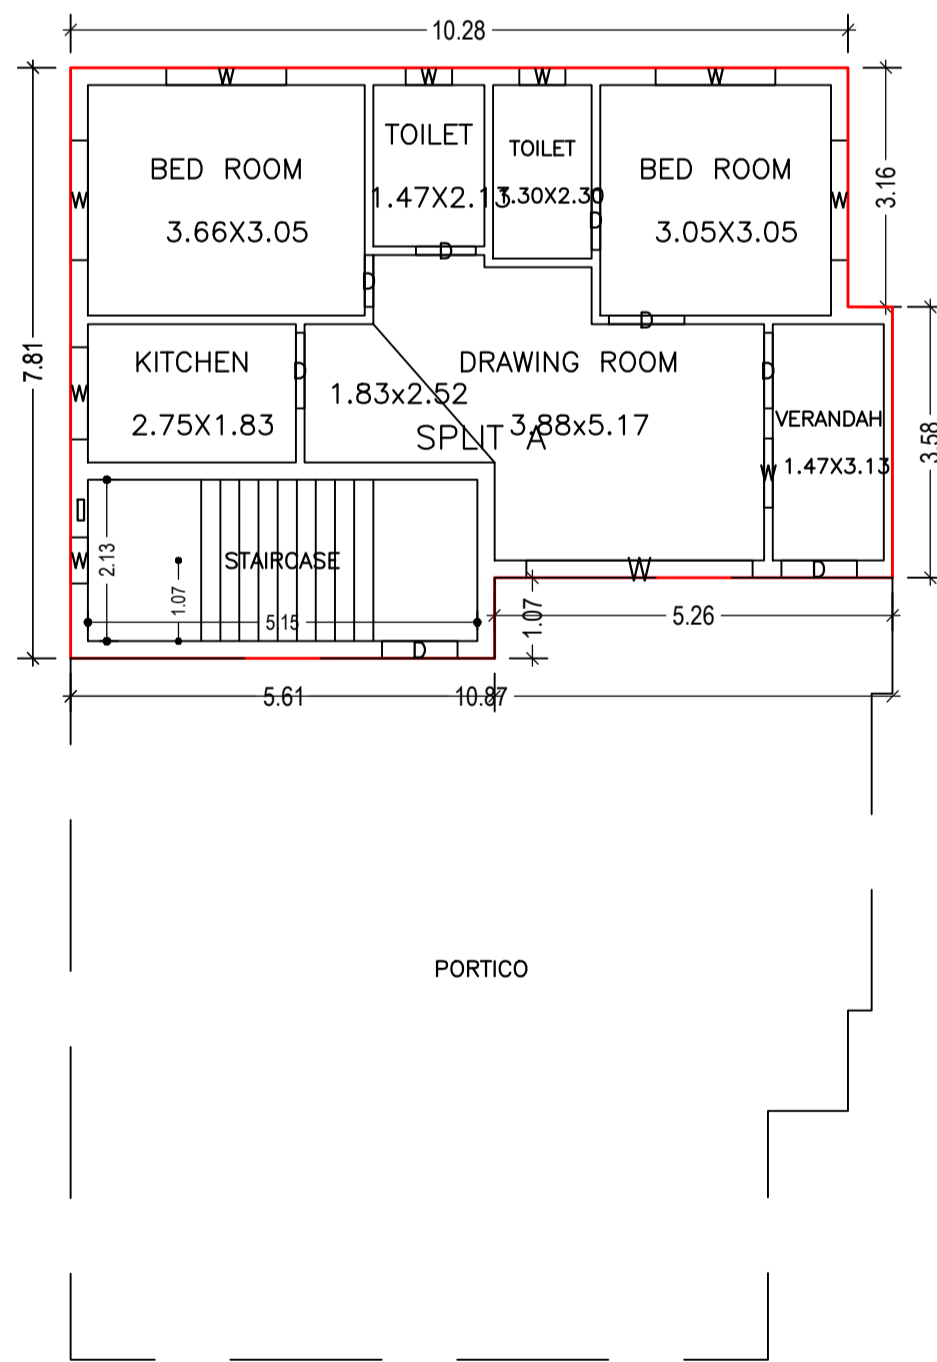 10.28
W
W
W
W
TOILET
TOILET
BED ROOM
BED ROOM
1.47X2.13
1.30X2.30
3.66X3.05
3.05X3.05
W
W
3.16
D
D
D
D
7.81
KITCHEN
DRAWING ROOM
D
D
D
1.83x2.52
2.75X1.83
3.88x5.17
SPLIT A
W
VERANDAH
1.47X3.13
3.58
W
2.13
W
STAIRCASE
1.07
5.15
W
D
D
1.07
5.26
5.61
10.87
PORTICO